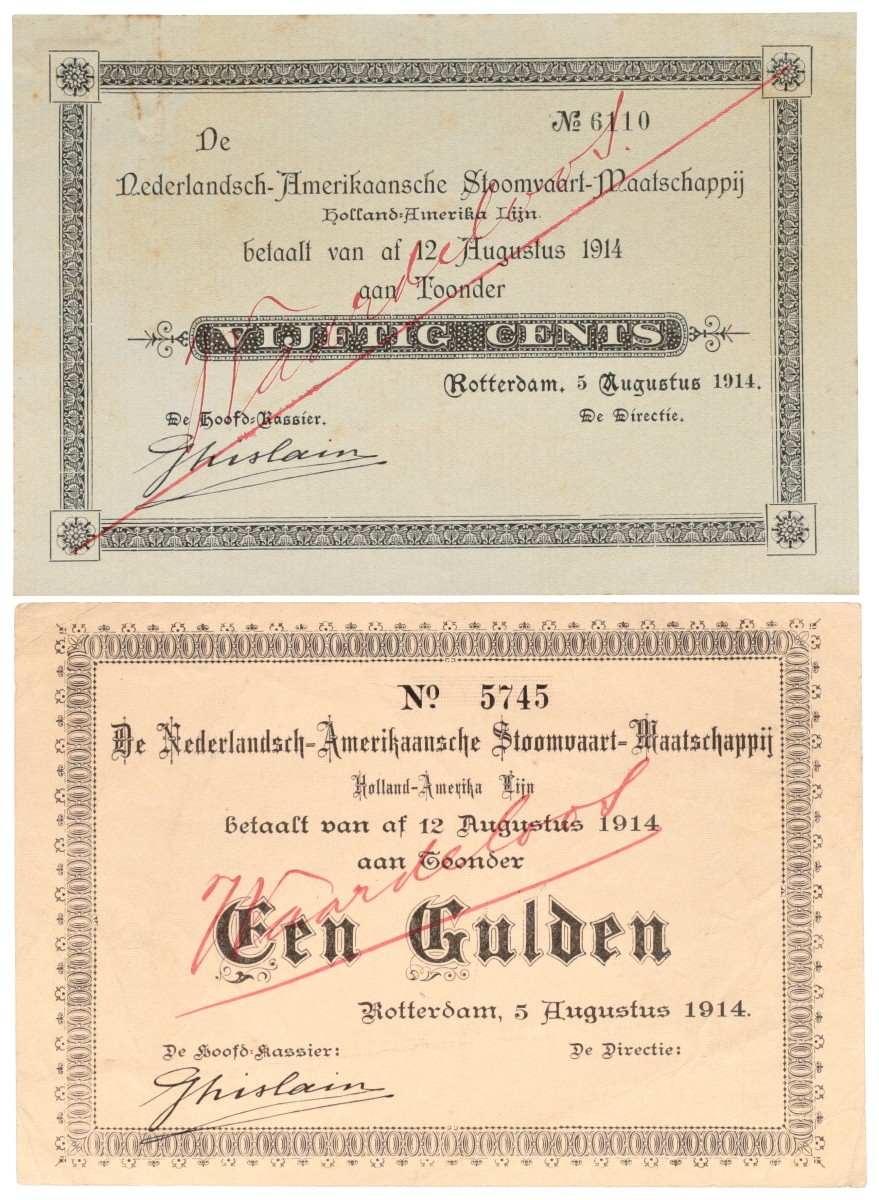 № 6110
De
Nederlandsch-Amerikaansche Stoomvaart-Maatschappij
Holland-Amerika Lijn.
betaalt van af 12 Augustus 1914
aan Toonder
VIJFTIG CENTS
Waardeloos.
Rotterdam, 5 Augustus 1914.
De Hoofd-Kassier.
De Directie.
Ghislain
Nº 5745
De Nederlandsch-Amerikaansche Stoomvaart-Maatschappij
Holland-Amerika Lijn
betaalt van af 12 Augustus 1914
aan Toonder
Waardeloos
Een Gulden
Rotterdam, 5 Augustus 1914.
De Hoofd-Kassier:
De Directie:
Ghislain